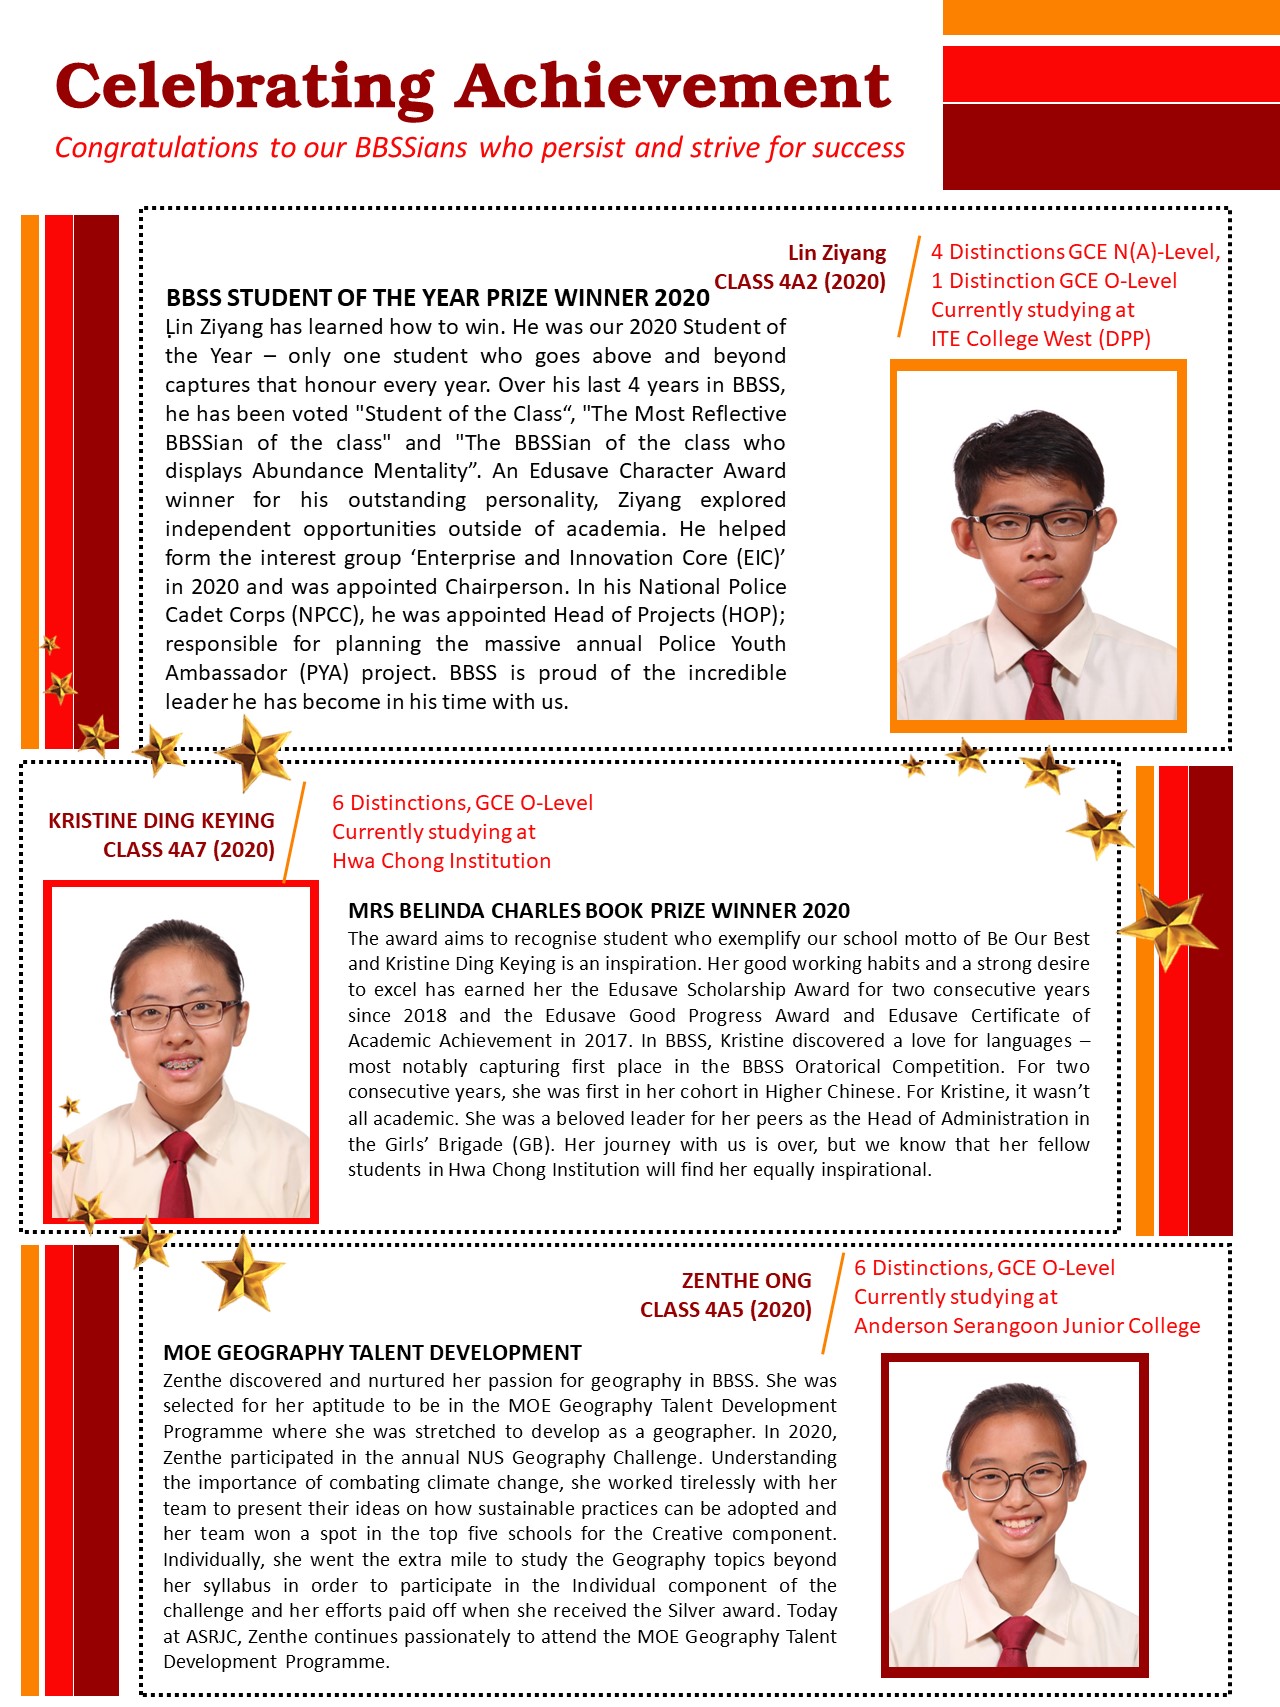 Celebrating Achievement
Congratulations to our BBSSians who persist and strive for success
Lin Ziyang
CLASS 4A2 (2020)
4 Distinctions GCE N(A)-Level,
1 Distinction GCE O-Level
Currently studying at
ITE College West (DPP)
BBSS STUDENT OF THE YEAR PRIZE WINNER 2020
Lin Ziyang has learned how to win. He was our 2020 Student of
the Year – only one student who goes above and beyond
captures that honour every year. Over his last 4 years in BBSS,
he has been voted "Student of the Class“, "The Most Reflective
BBSSian of the class" and "The BBSSian of the class who
displays Abundance Mentality”. An Edusave Character Award
winner for his outstanding personality, Ziyang explored
independent opportunities outside of academia. He helped
form the interest group ‘Enterprise and Innovation Core (EIC)’
in 2020 and was appointed Chairperson. In his National Police
Cadet Corps (NPCC), he was appointed Head of Projects (HOP);
responsible for planning the massive annual Police Youth
Ambassador (PYA) project. BBSS is proud of the incredible
leader he has become in his time with us.
KRISTINE DING KEYING
CLASS 4A7 (2020)
6 Distinctions, GCE O-Level
Currently studying at
Hwa Chong Institution
MRS BELINDA CHARLES BOOK PRIZE WINNER 2020
The award aims to recognise student who exemplify our school motto of Be Our Best
and Kristine Ding Keying is an inspiration. Her good working habits and a strong desire
to excel has earned her the Edusave Scholarship Award for two consecutive years
since 2018 and the Edusave Good Progress Award and Edusave Certificate of
Academic Achievement in 2017. In BBSS, Kristine discovered a love for languages –
most notably capturing first place in the BBSS Oratorical Competition. For two
consecutive years, she was first in her cohort in Higher Chinese. For Kristine, it wasn’t
all academic. She was a beloved leader for her peers as the Head of Administration in
the Girls’ Brigade (GB). Her journey with us is over, but we know that her fellow
students in Hwa Chong Institution will find her equally inspirational.
ZENTHE ONG
CLASS 4A5 (2020)
6 Distinctions, GCE O-Level
Currently studying at
Anderson Serangoon Junior College
MOE GEOGRAPHY TALENT DEVELOPMENT
Zenthe discovered and nurtured her passion for geography in BBSS. She was
selected for her aptitude to be in the MOE Geography Talent Development
Programme where she was stretched to develop as a geographer. In 2020,
Zenthe participated in the annual NUS Geography Challenge. Understanding
the importance of combating climate change, she worked tirelessly with her
team to present their ideas on how sustainable practices can be adopted and
her team won a spot in the top five schools for the Creative component.
Individually, she went the extra mile to study the Geography topics beyond
her syllabus in order to participate in the Individual component of the
challenge and her efforts paid off when she received the Silver award. Today
at ASRJC, Zenthe continues passionately to attend the MOE Geography Talent
Development Programme.